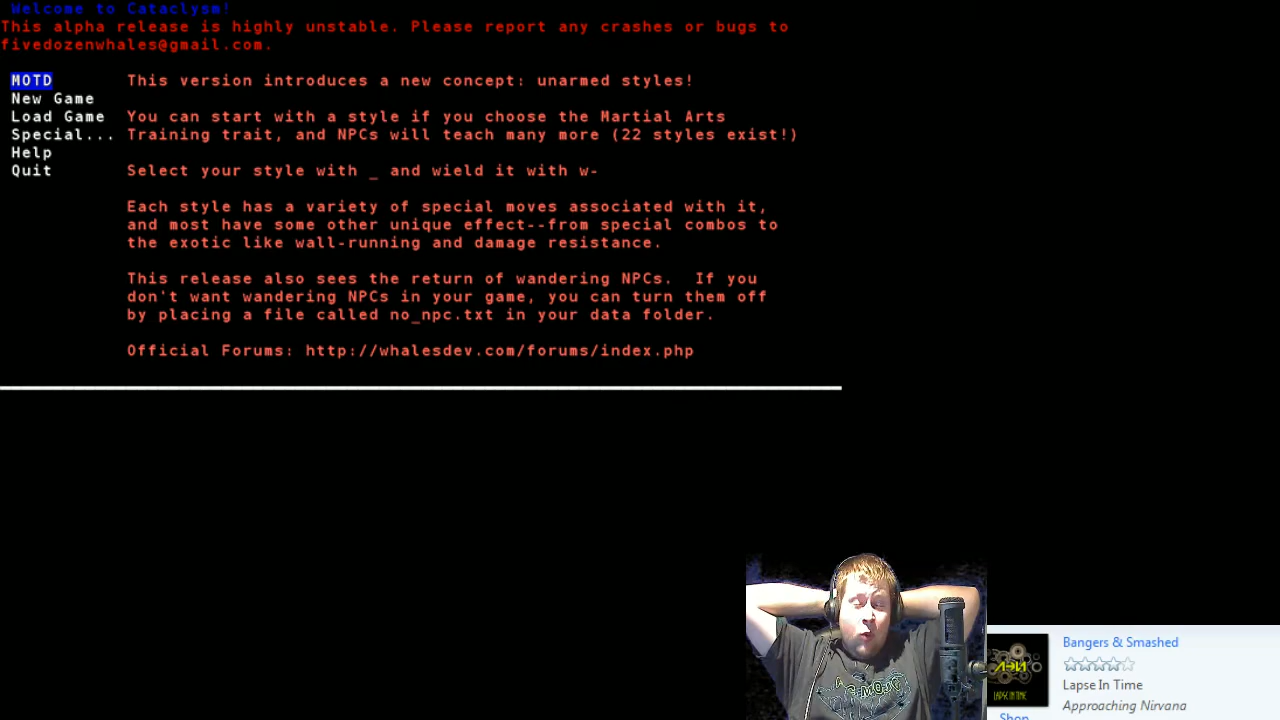 Welcome to Cataclysm!
This alpha release is highly unstable. Please report any crashes or bugs to
fivedozenwhales@gmail.com.
MOTD
New Game
Load Game
Special...
Help
Quit
This version introduces a new concept: unarmed styles!
You can start with a style if you choose the Martial Arts
Training trait, and NPCs will teach many more (22 styles exist!)
Select your style with _ and wield it with w-
Each style has a variety of special moves associated with it,
and most have some other unique effect--from special combos to
the exotic like wall-running and damage resistance.
This release also sees the return of wandering NPCs.  If you
don't want wandering NPCs in your game, you can turn them off
by placing a file called no_npc.txt in your data folder.
Official Forums: http://whalesdev.com/forums/index.php
LAPSE IN TIME
Shop
Bangers & Smashed
Lapse In Time
Approaching Nirvana